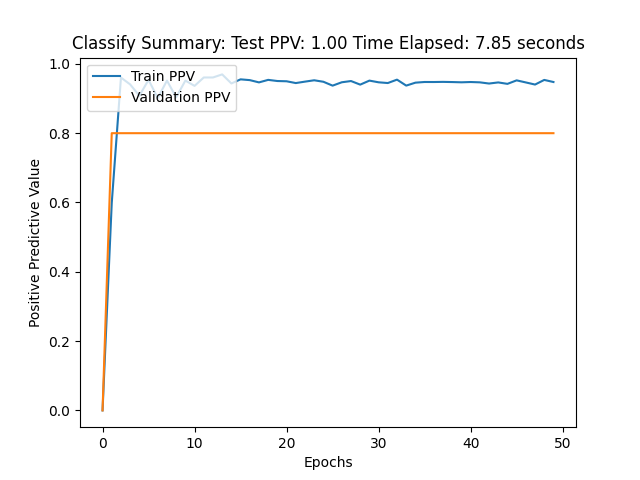 Classify Summary: Test PPV: 1.00 Time Elapsed: 7.85 seconds
Train PPV
Validation PPV
Positive Predictive Value
1.0
0.8
0.6
0.4
0.2
0.0
0 10 20 30 40 50
Epochs